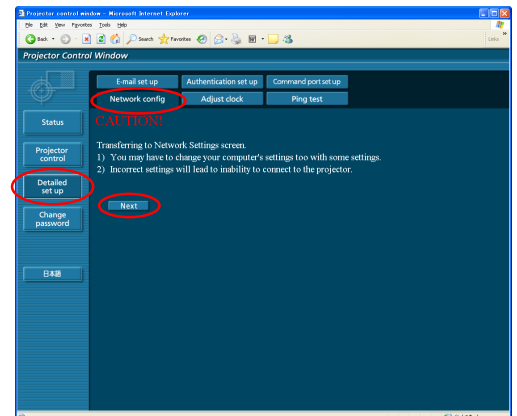 Projector control window - Microsoft Internet Explorer
File Edit View Favorites Tools Help
Back Search Favorites Links
Projector Control Window
E-mail set up Authentication set up Command port set up
Network config Adjust clock Ping test
Status
CAUTION!
Transferring to Network Settings screen.
1) You may have to change your computer's settings too with some settings.
2) Incorrect settings will lead to inability to connect to the projector.
Projector
control
Detailed
set up
Next
Change
password
日本語